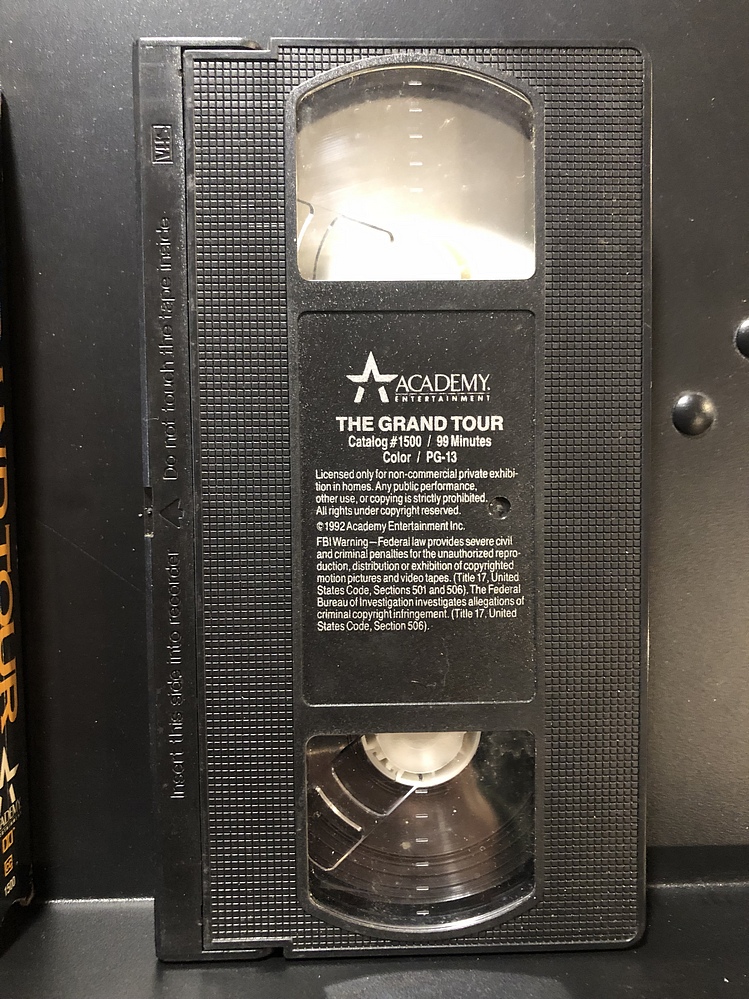 VHS
Do not touch the tape inside
Insert this side into recorder
ACADEMY
ENTERTAINMENT
THE GRAND TOUR
Catalog #1500 / 99 Minutes
Color / PG-13
Licensed only for non-commercial private exhibi-
tion in homes. Any public performance,
other use, or copying is strictly prohibited.
All rights under copyright reserved.
©1992 Academy Entertainment Inc.
FBI Warning—Federal law provides severe civil
and criminal penalties for the unauthorized repro-
duction, distribution or exhibition of copyrighted
motion pictures and video tapes. (Title 17, United
States Code, Sections 501 and 506). The Federal
Bureau of Investigation investigates allegations of
criminal copyright infringement. (Title 17, United
States Code, Section 506).
TOUR
1500